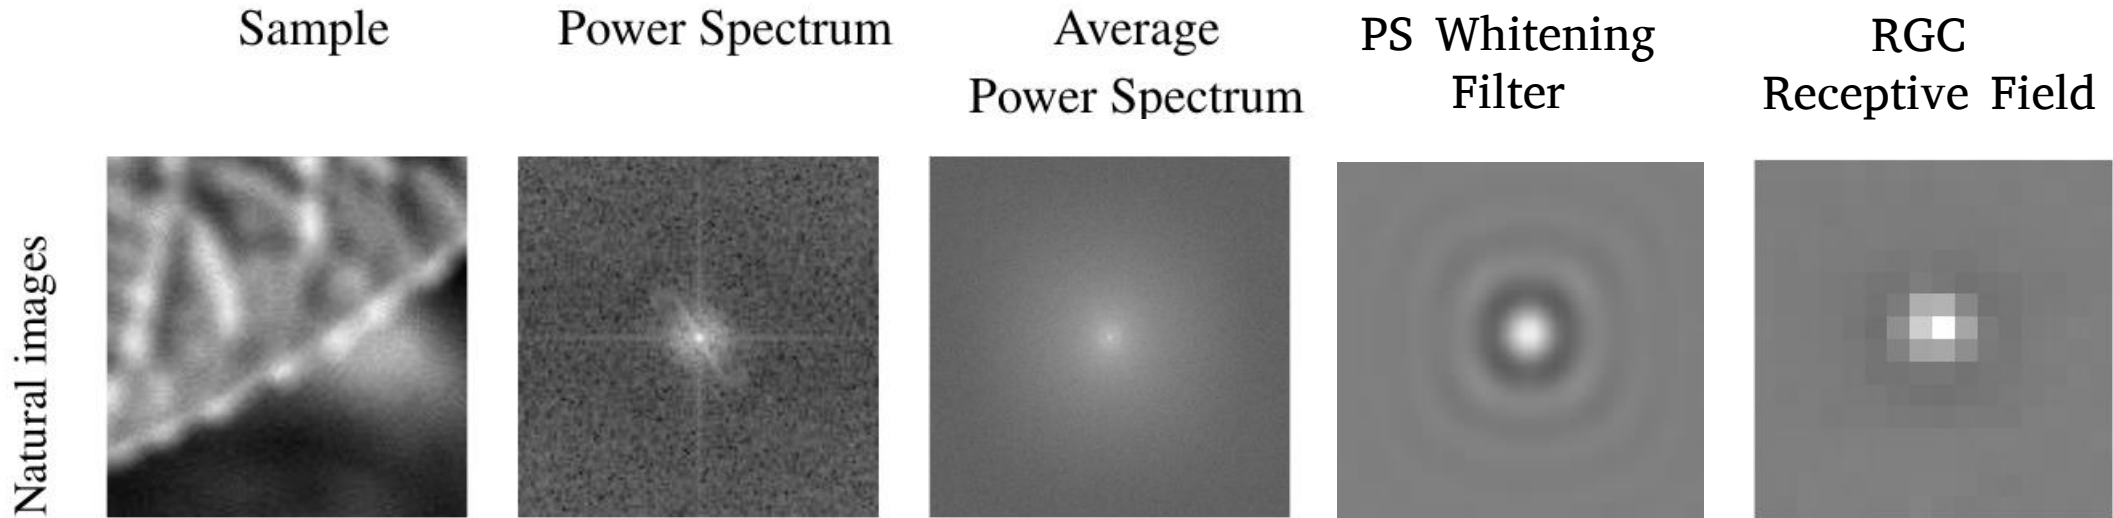 Sample
Power Spectrum
Average
Power Spectrum
PS Whitening
Filter
RGC
Receptive Field
Natural images